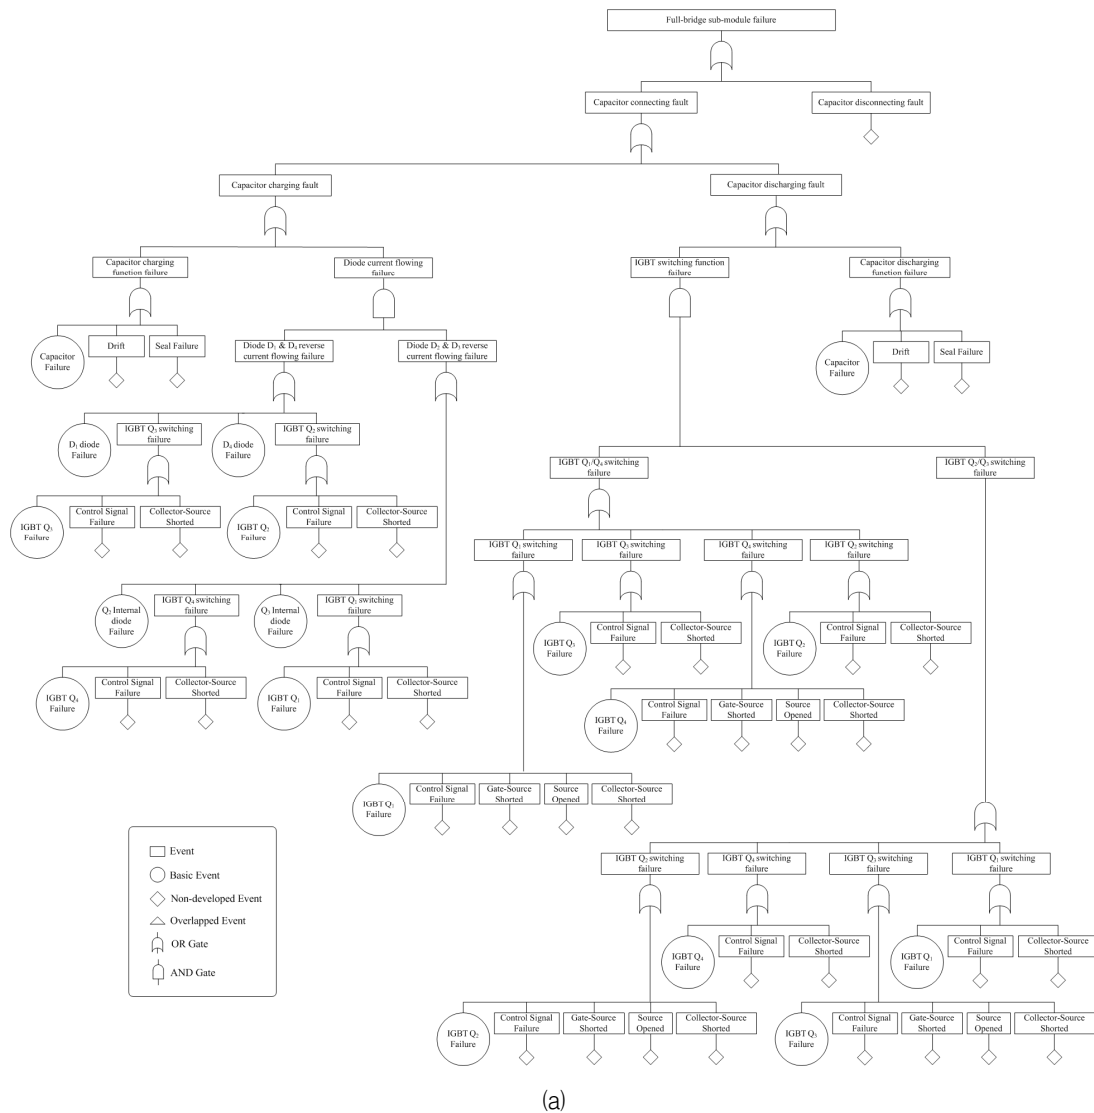 Full-bridge sub-module failure
Capacitor connecting fault
Capacitor disconnecting fault
Capacitor charging fault
Capacitor discharging fault
Capacitor charging
function failure
Diode current flowing
failure
IGBT switching function
failure
Capacitor discharging
function failure
Capacitor
Failure
Drift
Seal Failure
Diode D₁ & D₄ reverse
current flowing failure
Diode D₂ & D₃ reverse
current flowing failure
Capacitor
Failure
Drift
Seal Failure
D₁ diode
Failure
IGBT Q₃ switching
failure
D₄ diode
Failure
IGBT Q₂ switching
failure
IGBT Q₁/Q₄ switching
failure
IGBT Q₂/Q₃ switching
failure
IGBT Q₃
Failure
Control Signal
Failure
Collector-Source
Shorted
IGBT Q₂
Failure
Control Signal
Failure
Collector-Source
Shorted
IGBT Q₁ switching
failure
IGBT Q₃ switching
failure
IGBT Q₄ switching
failure
IGBT Q₂ switching
failure
Q₂ Internal
diode
Failure
IGBT Q₄ switching
failure
Q₃ Internal
diode
Failure
IGBT Q₁ switching
failure
IGBT Q₃
Failure
Control Signal
Failure
Collector-Source
Shorted
IGBT Q₂
Failure
Control Signal
Failure
Collector-Source
Shorted
IGBT Q₄
Failure
Control Signal
Failure
Collector-Source
Shorted
IGBT Q₁
Failure
Control Signal
Failure
Collector-Source
Shorted
IGBT Q₄
Failure
Control Signal
Failure
Gate-Source
Shorted
Source
Opened
Collector-Source
Shorted
IGBT Q₁
Failure
Control Signal
Failure
Gate-Source
Shorted
Source
Opened
Collector-Source
Shorted
Event
Basic Event
Non-developed Event
Overlapped Event
OR Gate
AND Gate
IGBT Q₂ switching
failure
IGBT Q₄ switching
failure
IGBT Q₃ switching
failure
IGBT Q₁ switching
failure
IGBT Q₄
Failure
Control Signal
Failure
Collector-Source
Shorted
IGBT Q₁
Failure
Control Signal
Failure
Collector-Source
Shorted
IGBT Q₂
Failure
Control Signal
Failure
Gate-Source
Shorted
Source
Opened
Collector-Source
Shorted
IGBT Q₃
Failure
Control Signal
Failure
Gate-Source
Shorted
Source
Opened
Collector-Source
Shorted
(a)